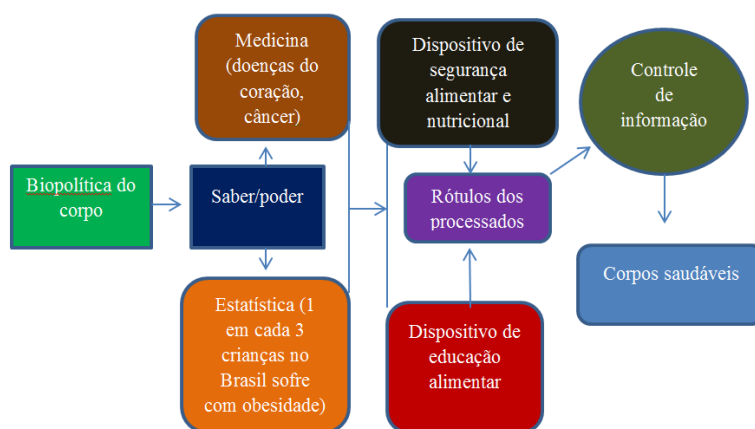 Biopolítica do
corpo
Saber/poder
Medicina
(doenças do
coração,
câncer)
Estatística (1
em cada 3
crianças no
Brasil sofre
com obesidade)
Dispositivo de
segurança
alimentar e
nutricional
Rótulos dos
processados
Dispositivo de
educação
alimentar
Controle
de
informação
Corpos saudáveis